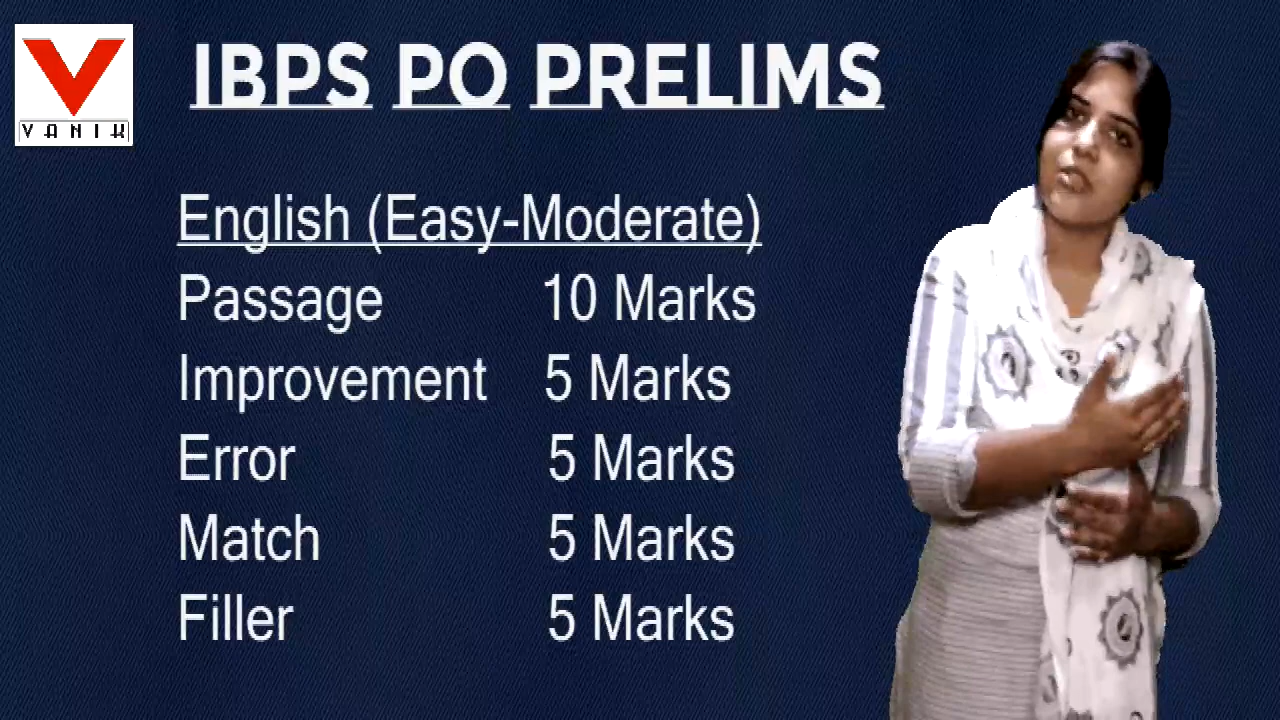 VANIK
IBPS PO PRELIMS
English (Easy-Moderate)
Passage 10 Marks
Improvement 5 Marks
Error 5 Marks
Match 5 Marks
Filler 5 Marks